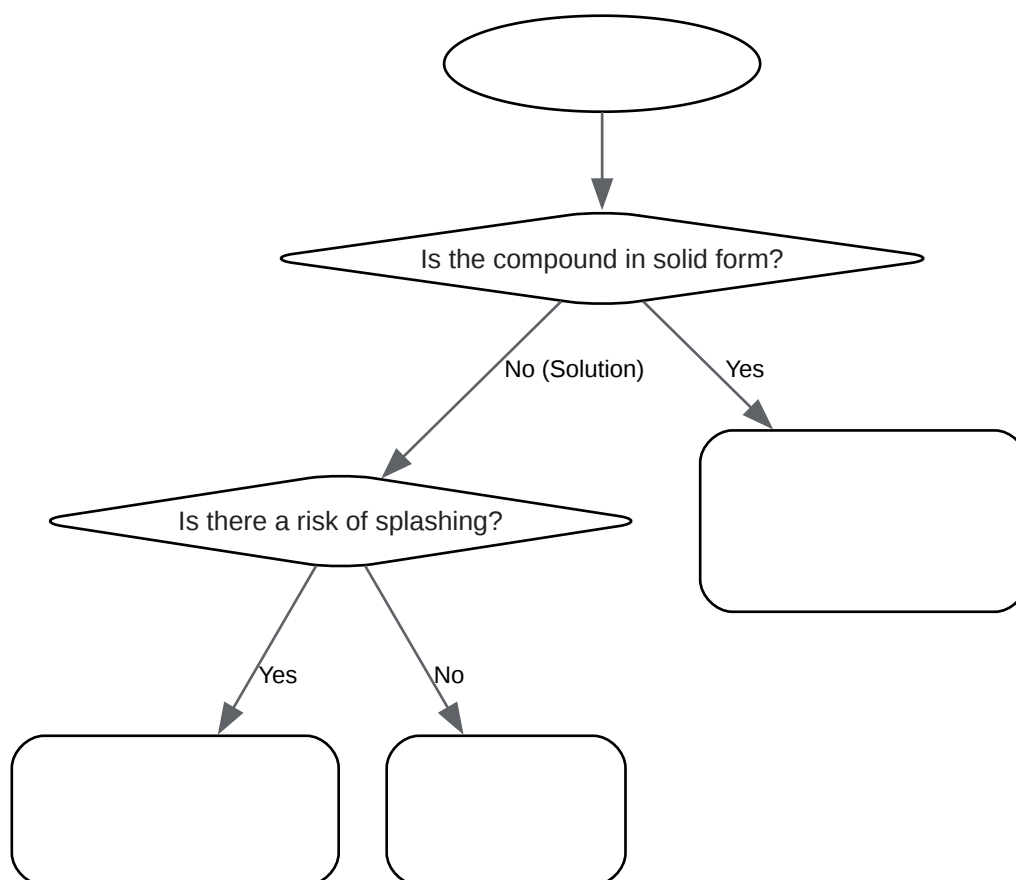 Is the compound in solid form?
No (Solution)
Yes
Is there a risk of splashing?
Yes
No